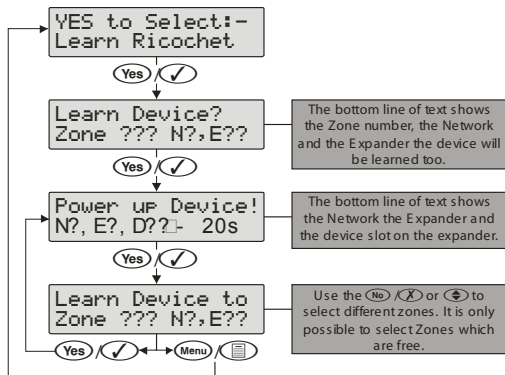 YES to Select:-
Learn Ricochet
Yes / ✓
Learn Device?
Zone ??? N?,E??
The bottom line of text shows
the Zone number, the Network
and the Expander the device will
be learned too.
Yes / ✓
Power up Device!
N?, E?, D??□- 20s
The bottom line of text shows
the Network the Expander and
the device slot on the expander.
Yes / ✓
Learn Device to
Zone ??? N?,E??
Use the No / X or to
select different zones. It is only
possible to select Zones which
are free.
Yes / ✓ Menu /